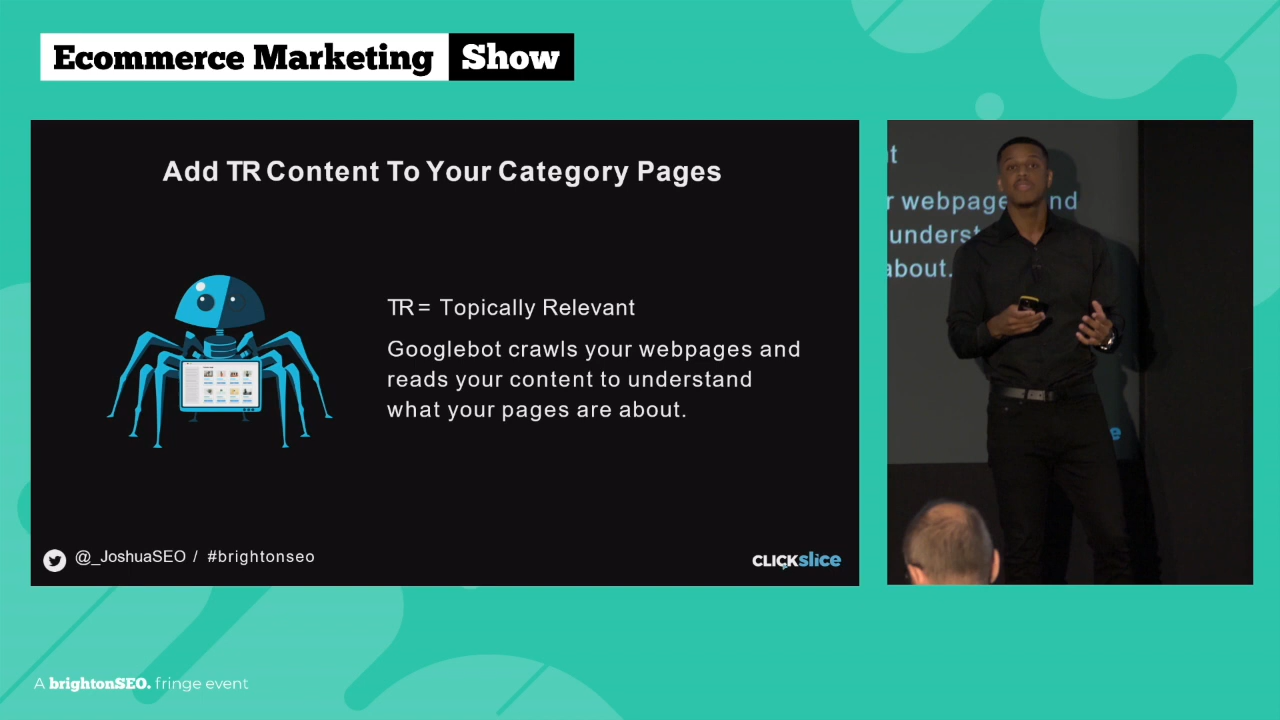 Ecommerce Marketing Show
Add TR Content To Your Category Pages
TR = Topically Relevant
Googlebot crawls your webpages and
reads your content to understand
what your pages are about.
@_JoshuaSEO / #brightonseo
CLICKslice
t
r webpage nd
underst
about.
e
A brightonSEO. fringe event